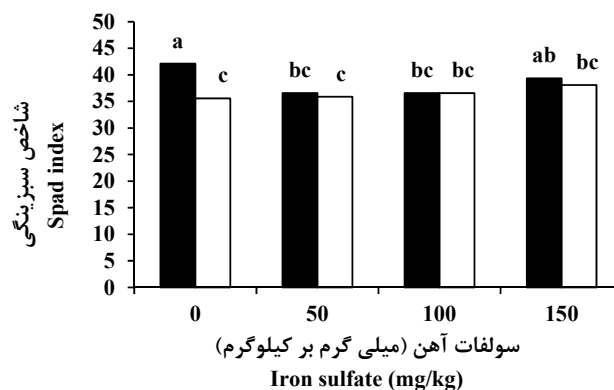 50
45
40
35
30
25
20
15
10
5
0
شاخص سبزینگی
Spad index
a c bc c bc bc ab bc
0 50 100 150
سولفات آهن (میلی گرم بر کیلوگرم)
Iron sulfate (mg/kg)